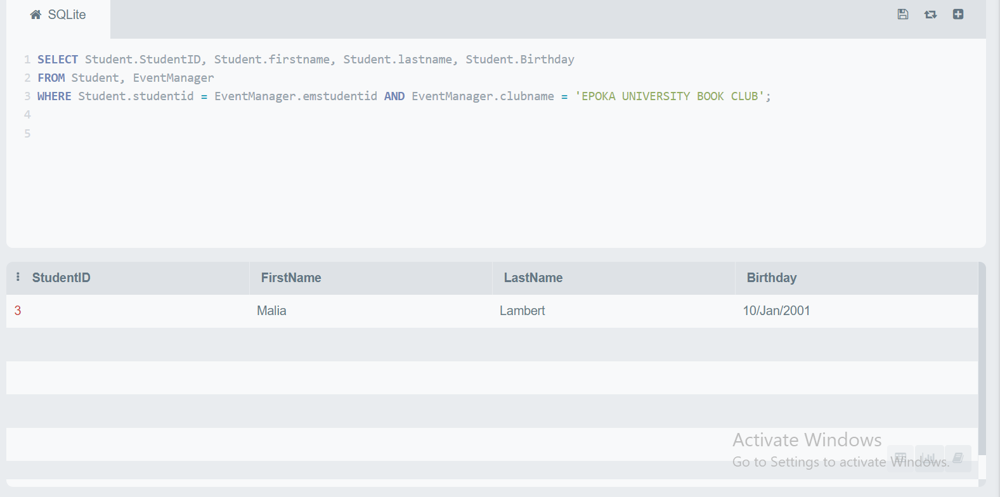 SQLite
1 SELECT Student.StudentID, Student.firstname, Student.lastname, Student.Birthday
2 FROM Student, EventManager
3 WHERE Student.studentid = EventManager.emstudentid AND EventManager.clubname = 'EPOKA UNIVERSITY BOOK CLUB';
4
5
StudentID FirstName LastName Birthday
3 Malia Lambert 10/Jan/2001
Activate Windows
Go to Settings to activate Windows.